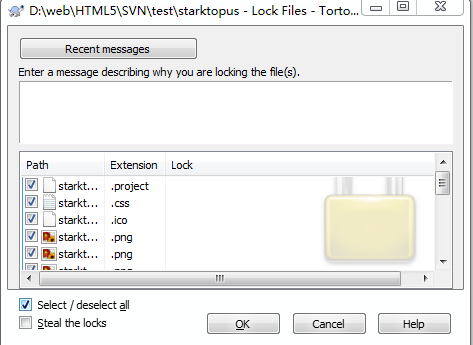 D:\web\HTML5\SVN\test\starktopus - Lock Files - Torto...
Recent messages
Enter a message describing why you are locking the file(s).
Path Extension Lock
starkt... .project
starkt... .css
starkt... .ico
starkt... .png
starkt... .png
starkt... .png
Select / deselect all
Steal the locks
OK Cancel Help